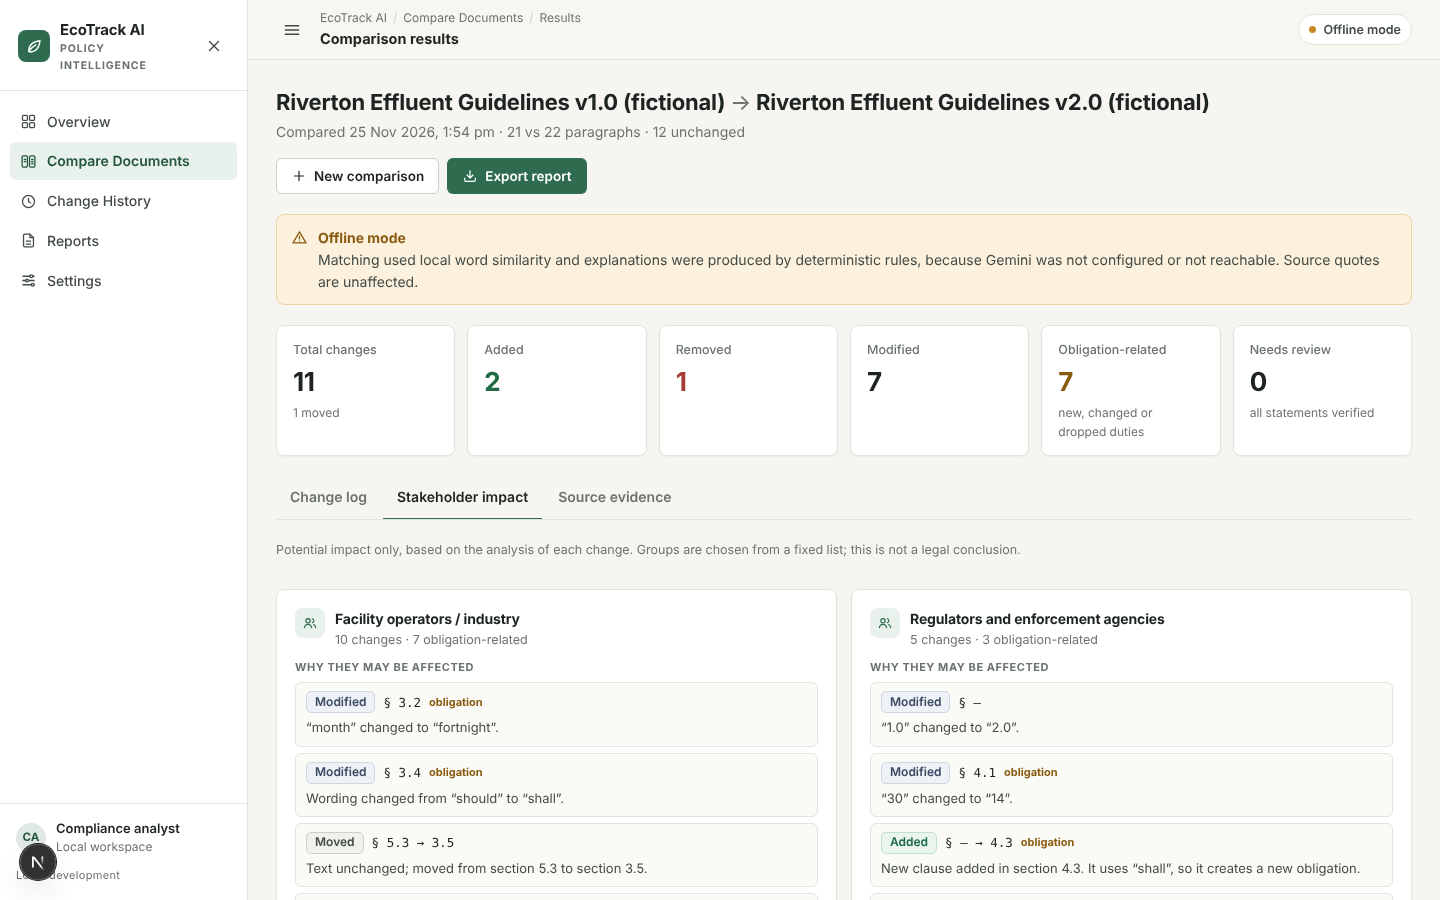 EcoTrack AI
POLICY
INTELLIGENCE
Overview
Compare Documents
Change History
Reports
Settings
CA
Compliance analyst
Local workspace
N
development
EcoTrack AI / Compare Documents / Results
Comparison results
Offline mode
Riverton Effluent Guidelines v1.0 (fictional) → Riverton Effluent Guidelines v2.0 (fictional)
Compared 25 Nov 2026, 1:54 pm · 21 vs 22 paragraphs · 12 unchanged
New comparison
Export report
Offline mode
Matching used local word similarity and explanations were produced by deterministic rules, because Gemini was not configured or not reachable. Source quotes
are unaffected.
Total changes
11
1 moved
Added
2
Removed
1
Modified
7
Obligation-related
7
new, changed or
dropped duties
Needs review
0
all statements verified
Change log
Stakeholder impact
Source evidence
Potential impact only, based on the analysis of each change. Groups are chosen from a fixed list; this is not a legal conclusion.
Facility operators / industry
10 changes · 7 obligation-related
WHY THEY MAY BE AFFECTED
Modified § 3.2 obligation
“month” changed to “fortnight”.
Modified § 3.4 obligation
Wording changed from “should” to “shall”.
Moved § 5.3 → 3.5
Text unchanged; moved from section 5.3 to section 3.5.
Regulators and enforcement agencies
5 changes · 3 obligation-related
WHY THEY MAY BE AFFECTED
Modified § —
“1.0” changed to “2.0”.
Modified § 4.1 obligation
“30” changed to “14”.
Added § — → 4.3 obligation
New clause added in section 4.3. It uses “shall”, so it creates a new obligation.